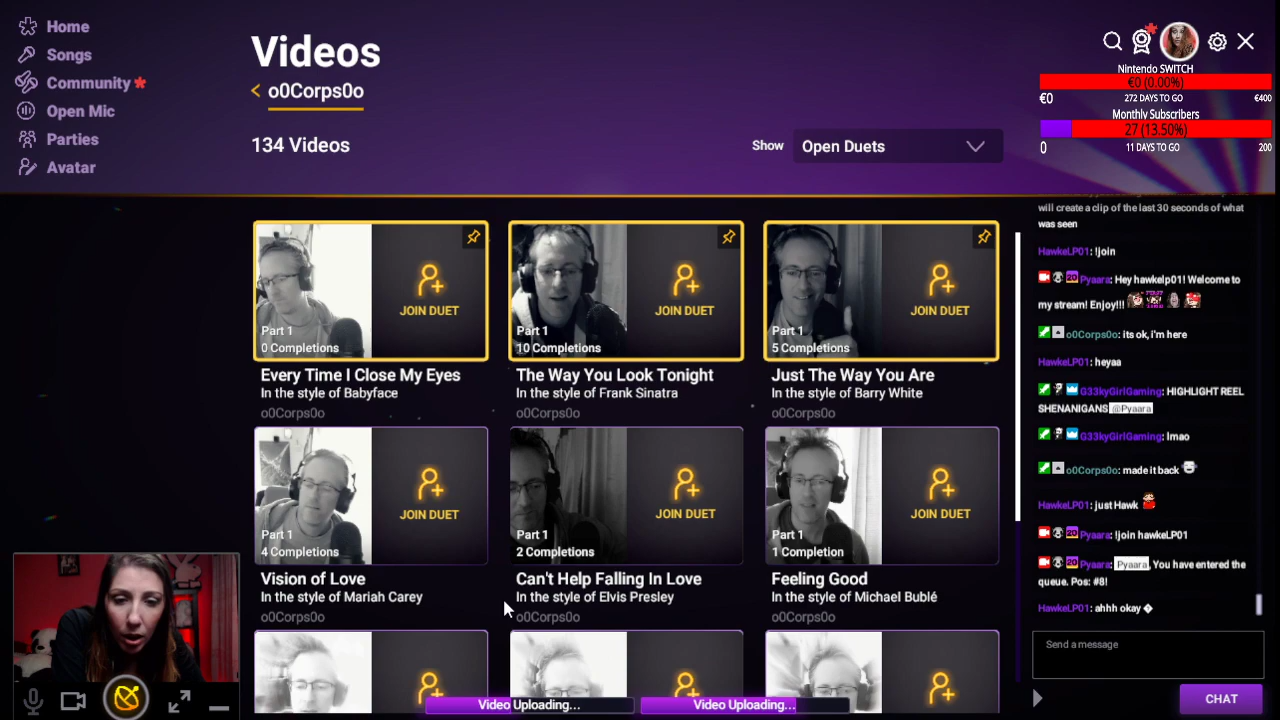 Home
Songs
Community
Open Mic
Parties
Avatar
Videos
< o0Corps0o
134 Videos
Show
Open Duets
Nintendo SWITCH
€0 (0.00%)
€0
272 DAYS TO GO
€400
Monthly Subscribers
27 (13.50%)
0
11 DAYS TO GO
200
JOIN DUET
Part 1
0 Completions
Every Time I Close My Eyes
In the style of Babyface
o0Corps0o
JOIN DUET
Part 1
10 Completions
The Way You Look Tonight
In the style of Frank Sinatra
o0Corps0o
JOIN DUET
Part 1
5 Completions
Just The Way You Are
In the style of Barry White
o0Corps0o
JOIN DUET
Part 1
4 Completions
Vision of Love
In the style of Mariah Carey
o0Corps0o
JOIN DUET
Part 1
2 Completions
Can't Help Falling In Love
In the style of Elvis Presley
o0Corps0o
JOIN DUET
Part 1
1 Completion
Feeling Good
In the style of Michael Bublé
o0Corps0o
Video Uploading...
Video Uploading...
will create a clip of the last 30 seconds of what
was seen
HawkeLP01: !join
20 Pyaara: Hey hawkelp01! Welcome to
my stream! Enjoy!!!
o0Corps0o: its ok, i'm here
HawkeLP01: heyaa
G33kyGirlGaming: HIGHLIGHT REEL
SHENANIGANS @Pyaara
G33kyGirlGaming: lmao
o0Corps0o: made it back
HawkeLP01: just Hawk
20 Pyaara: !join hawkeLP01
20 Pyaara: Pyaara, You have entered the
queue. Pos: #8!
HawkeLP01: ahhh okay �
Send a message
CHAT